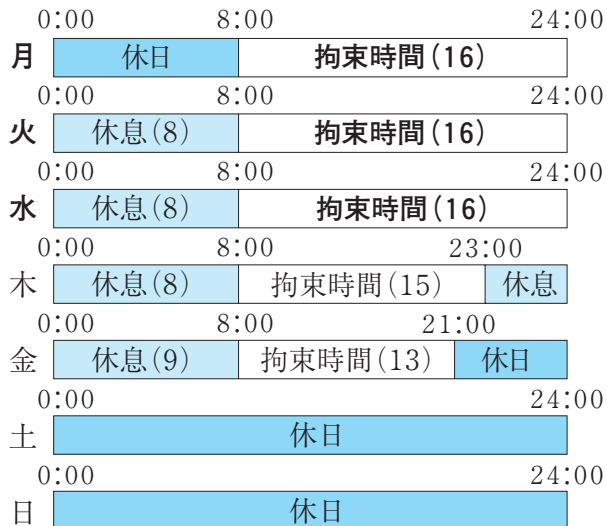 0:00 8:00 24:00
月 休日 拘束時間(16)
0:00 8:00 24:00
火 休息(8) 拘束時間(16)
0:00 8:00 24:00
水 休息(8) 拘束時間(16)
0:00 8:00 23:00
木 休息(8) 拘束時間(15) 休息
0:00 8:00 21:00
金 休息(9) 拘束時間(13) 休日
0:00 24:00
土 休日
0:00 24:00
日 休日